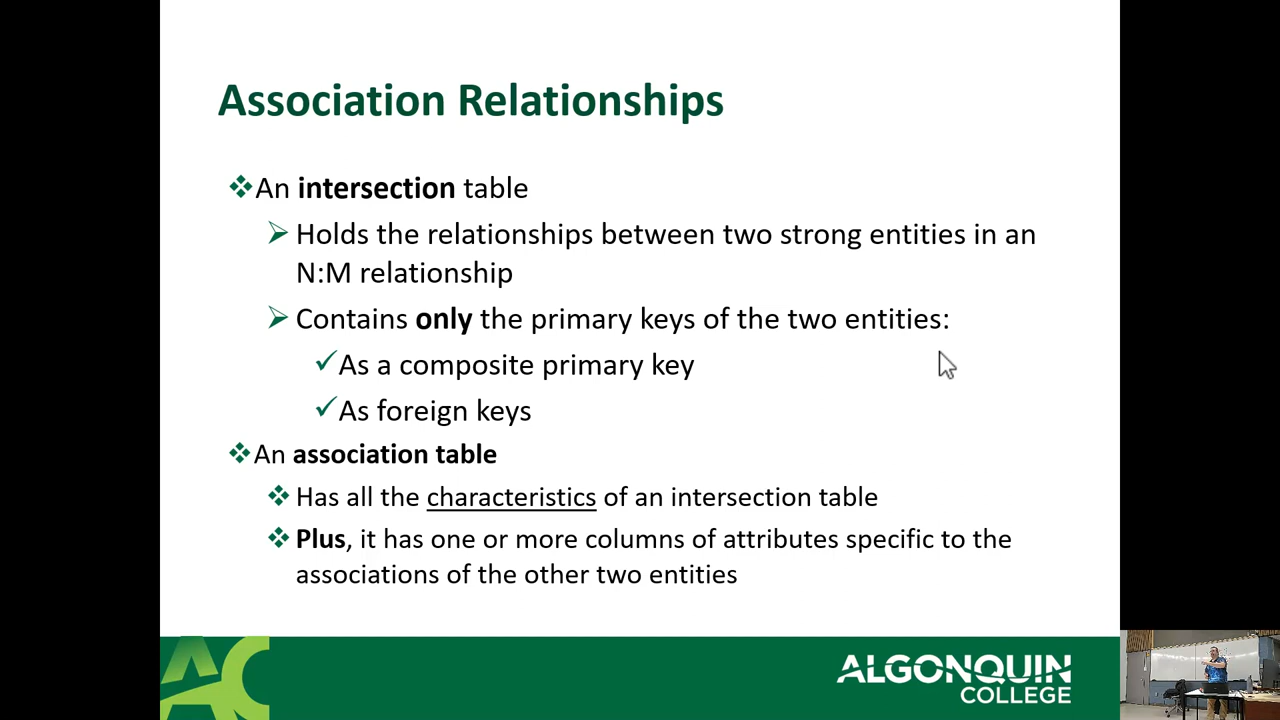 Association Relationships
An intersection table
Holds the relationships between two strong entities in an
N:M relationship
Contains only the primary keys of the two entities:
As a composite primary key
As foreign keys
An association table
Has all the characteristics of an intersection table
Plus, it has one or more columns of attributes specific to the
associations of the other two entities
AC
ALGONQUIN
COLLEGE